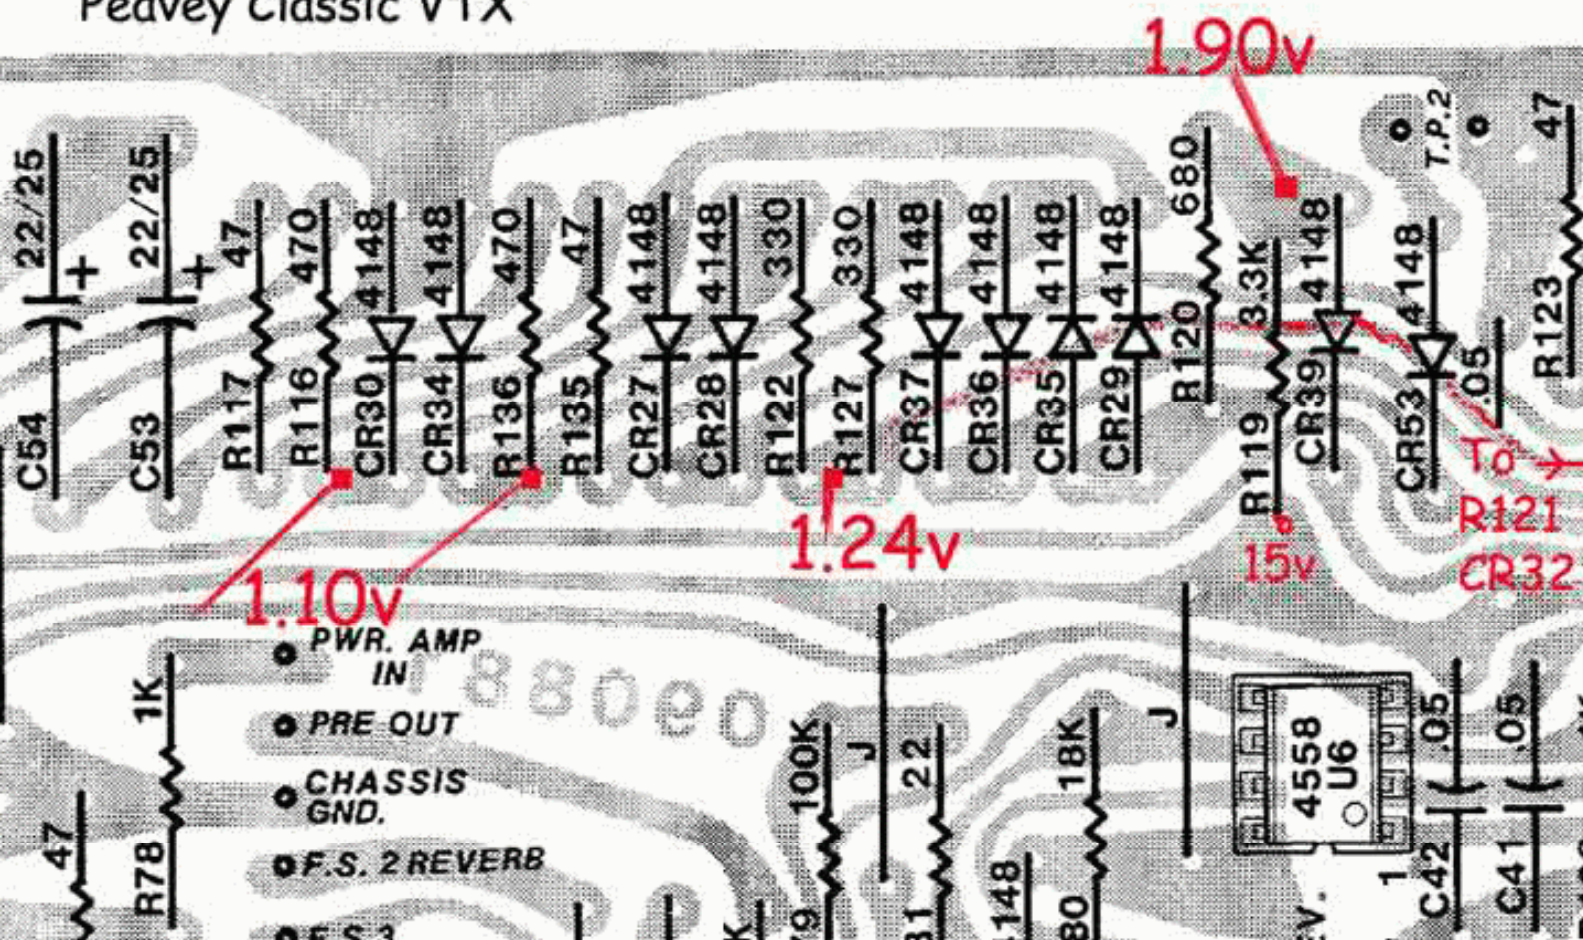 Peavey Classic VTX
1.90v
T.P.2
47
680
22/25
22/25
+
+
47
470
4148
4148
470
47
4148
4148
330
330
4148
4148
4148
4148
3.3K
4148
4148
C54
C53
R117
R116
CR30
CR34
R136
R135
CR27
CR28
R122
R127
CR37
CR36
CR35
CR29
R120
R119
CR39
CR53
.05
R123
To
R121
CR32
15v
1.24v
1.10v
PWR. AMP
IN
PRE OUT
CHASSIS
GND.
F.S. 2 REVERB
F.S.3
1K
R78
47
100K
J
22
18K
J
4558
U6
1
.05
.05
C42
C41
4148